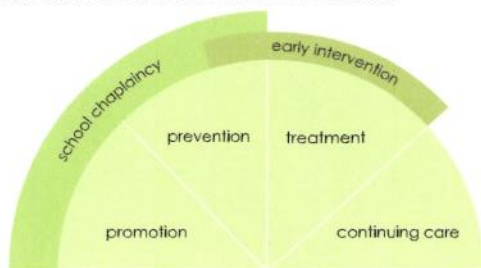 early intervention
school chaplaincy
prevention
treatment
promotion
continuing care